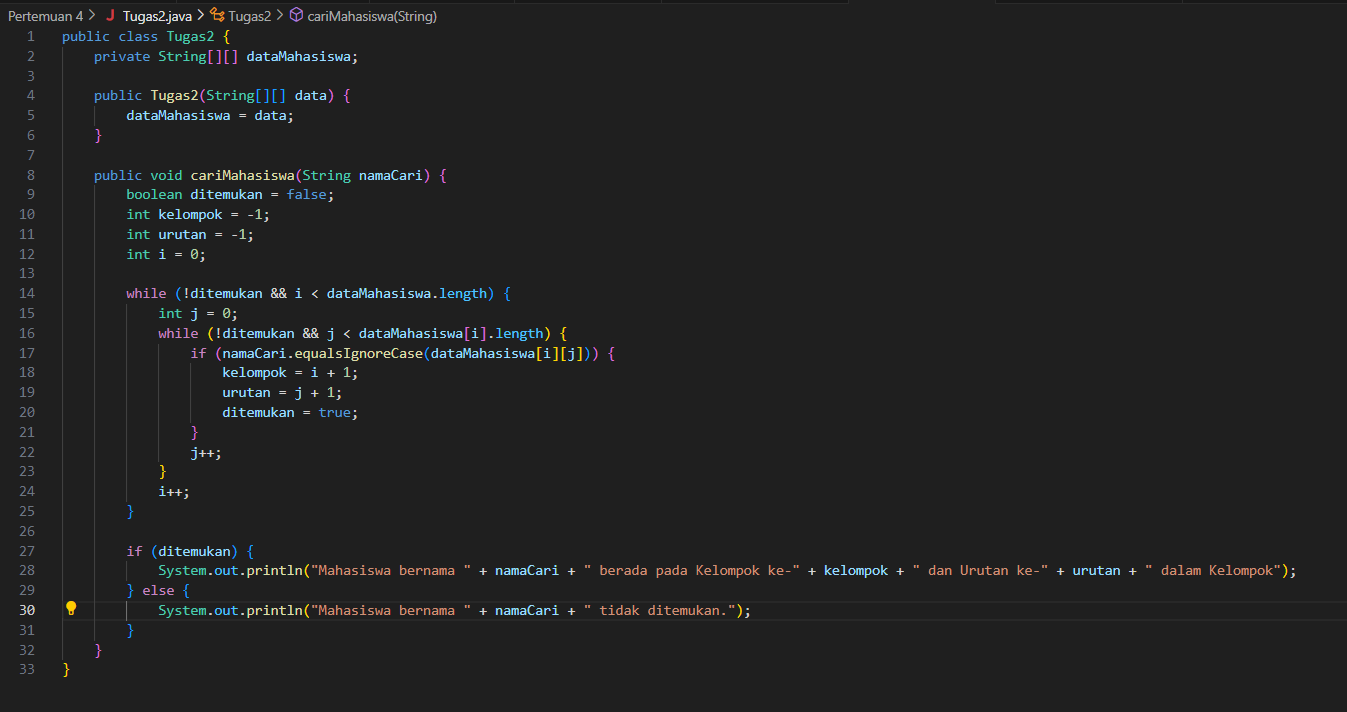 Pertemuan 4 > J Tugas2.java > Tugas2 > cariMahasiswa(String)
1 public class Tugas2 {
2     private String[][] dataMahasiswa;
3
4     public Tugas2(String[][] data) {
5         dataMahasiswa = data;
6     }
7
8     public void cariMahasiswa(String namaCari) {
9         boolean ditemukan = false;
10         int kelompok = -1;
11         int urutan = -1;
12         int i = 0;
13
14         while (!ditemukan && i < dataMahasiswa.length) {
15             int j = 0;
16             while (!ditemukan && j < dataMahasiswa[i].length) {
17                 if (namaCari.equalsIgnoreCase(dataMahasiswa[i][j])) {
18                     kelompok = i + 1;
19                     urutan = j + 1;
20                     ditemukan = true;
21                 }
22                 j++;
23             }
24             i++;
25         }
26
27         if (ditemukan) {
28             System.out.println("Mahasiswa bernama " + namaCari + " berada pada Kelompok ke-" + kelompok + " dan Urutan ke-" + urutan + " dalam Kelompok");
29         } else {
30             System.out.println("Mahasiswa bernama " + namaCari + " tidak ditemukan.");
31         }
32     }
33 }